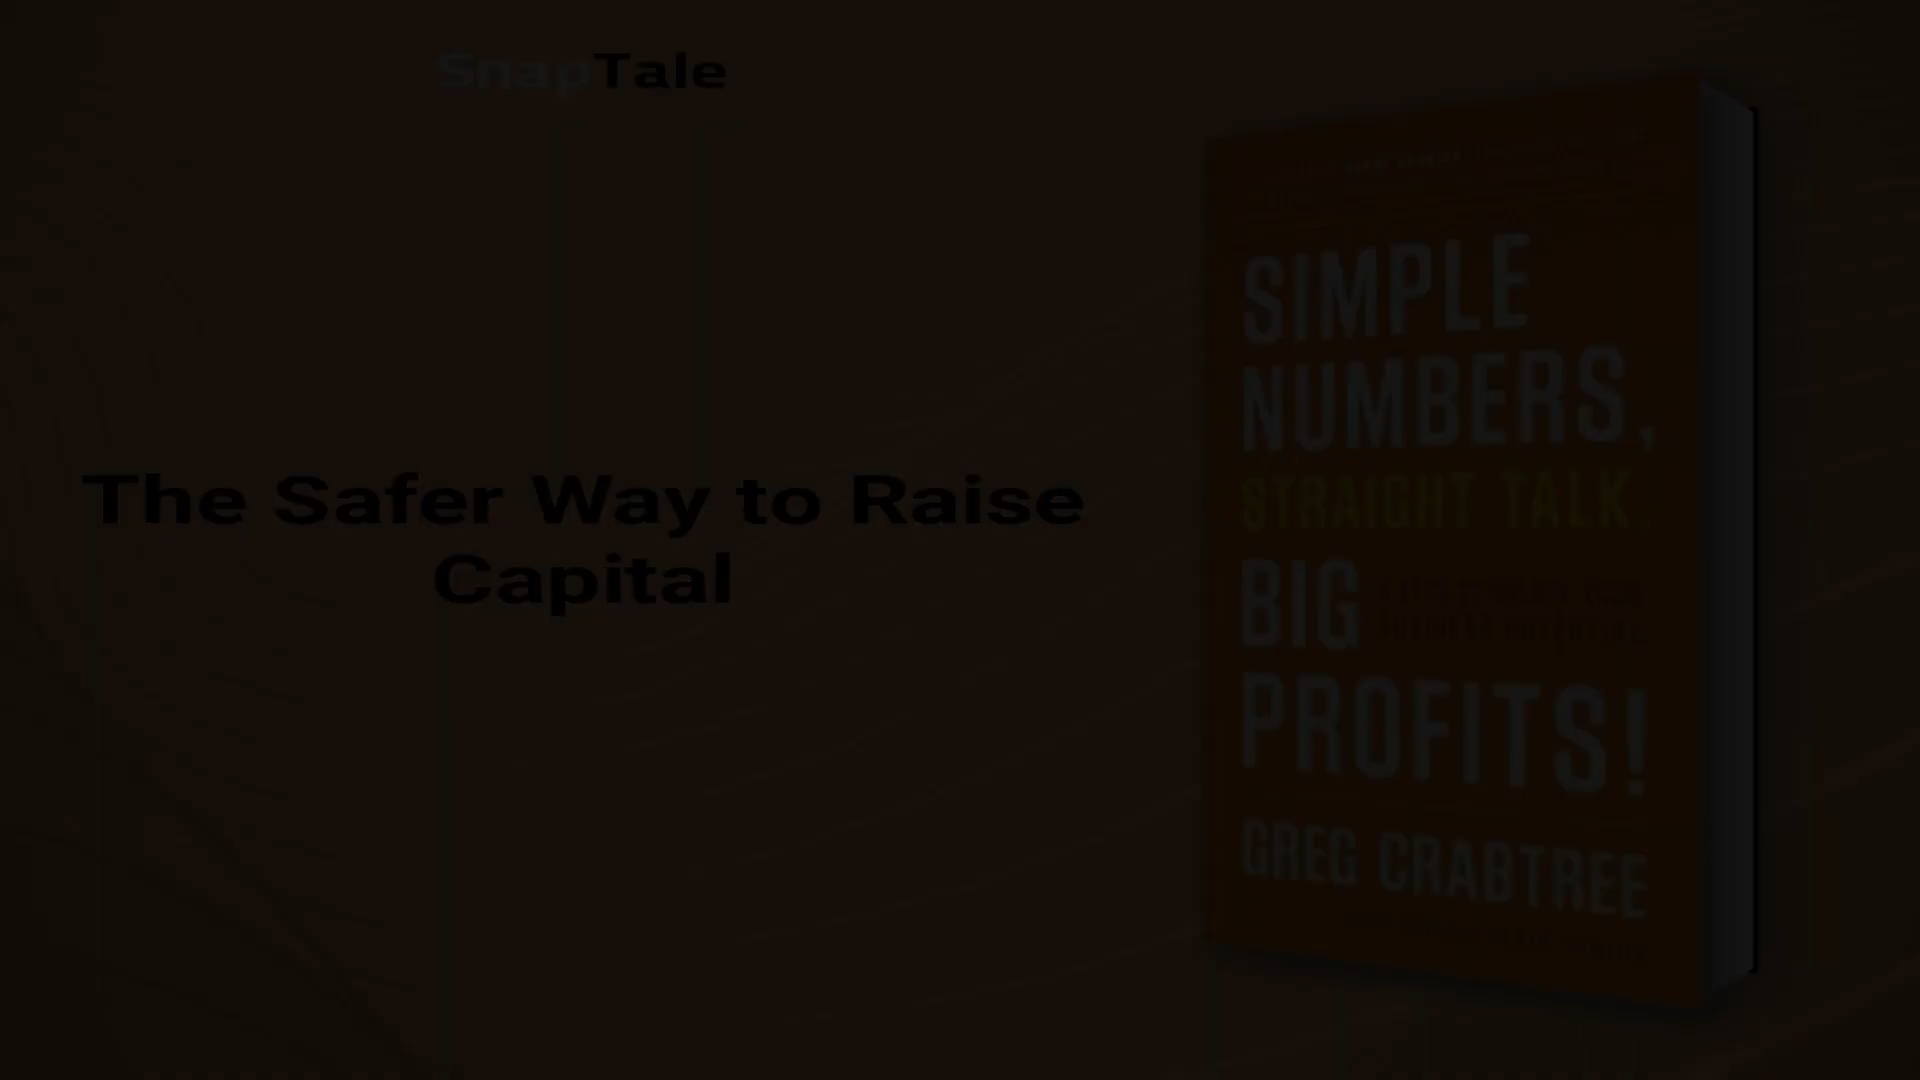 SnapTale
The Safer Way to Raise
Capital
SIMPLE
NUMBERS,
STRAIGHT TALK,
BIG
PROFITS!
GREG CRABTREE